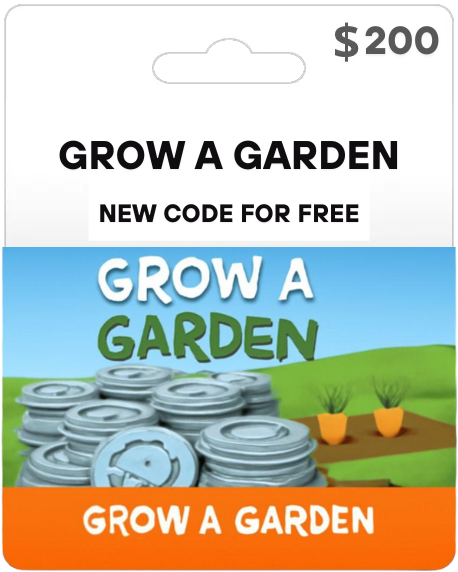 $200
GROW A GARDEN
NEW CODE FOR FREE
GROW A
GARDEN
GROW A GARDEN